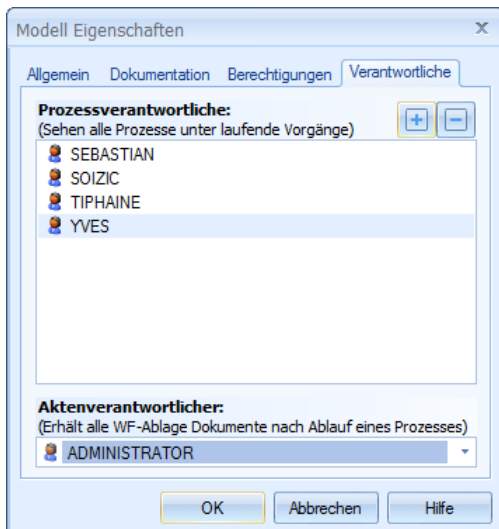 Modell Eigenschaften
Allgemein Dokumentation Berechtigungen Verantwortliche
Prozessverantwortliche:
(Sehen alle Prozesse unter laufende Vorgänge)
SEBASTIAN
SOIZIC
TIPHAINE
YVES
Aktenverantwortlicher:
(Erhält alle WF-Ablage Dokumente nach Ablauf eines Prozesses)
ADMINISTRATOR
OK Abbrechen Hilfe